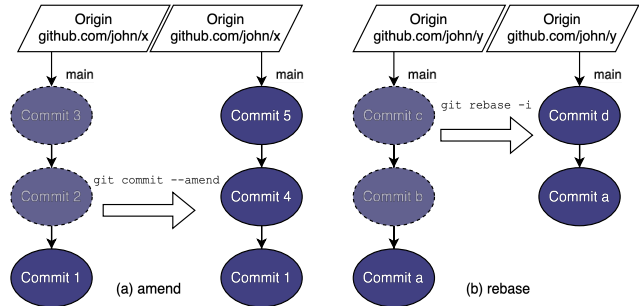 Origin
github.com/john/x
Origin
github.com/john/x
main
main
Commit 3
Commit 5
Commit 2
git commit --amend
Commit 4
Commit 1
Commit 1
(a) amend
Origin
github.com/john/y
Origin
github.com/john/y
main
main
Commit c
git rebase -i
Commit d
Commit b
Commit a
Commit a
(b) rebase